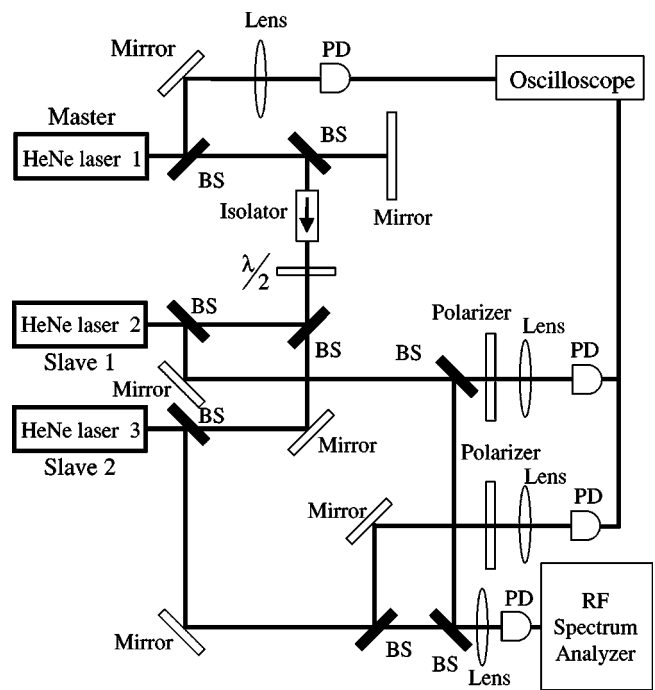 Lens
PD
Mirror
Oscilloscope
Master
BS
HeNe laser 1
BS
Isolator
Mirror
λ/2
BS
Polarizer
HeNe laser 2
Lens
BS
BS
PD
Slave 1
Mirror
BS
HeNe laser 3
Mirror
Slave 2
Polarizer
Lens
PD
Mirror
PD
RF
Spectrum
Analyzer
Mirror
BS
BS
Lens